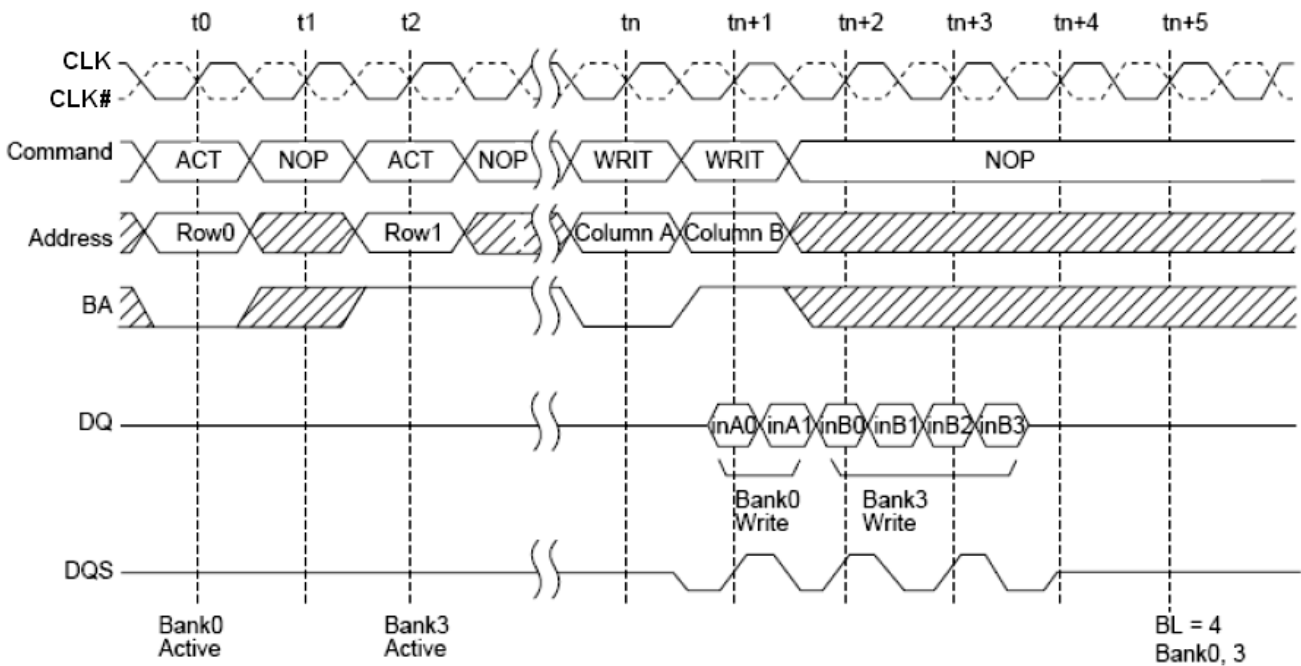 t0 t1 t2 tn tn+1 tn+2 tn+3 tn+4 tn+5
CLK
CLK#
Command ACT NOP ACT NOP WRIT WRIT NOP
Address Row0 Row1 Column A Column B
BA
DQ inA0 inA1 inB0 inB1 inB2 inB3
Bank0 Bank3
Write Write
DQS
Bank0 Bank3 BL = 4
Active Active Bank0, 3